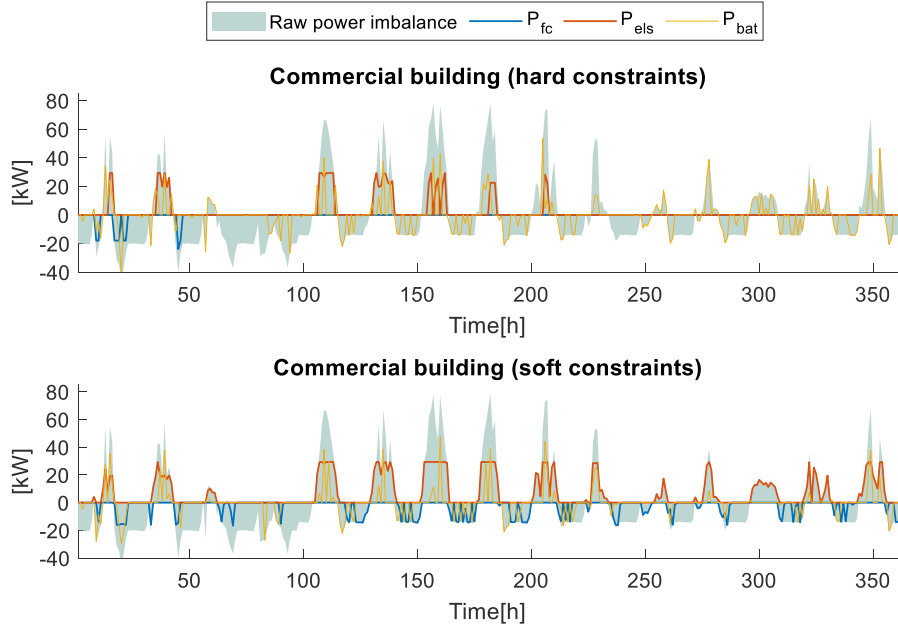 Raw power imbalance P_fc P_els P_bat
Commercial building (hard constraints)
80
60
40
20
0
-20
-40
[kW]
50 100 150 200 250 300 350
Time[h]
Commercial building (soft constraints)
80
60
40
20
0
-20
-40
[kW]
50 100 150 200 250 300 350
Time[h]